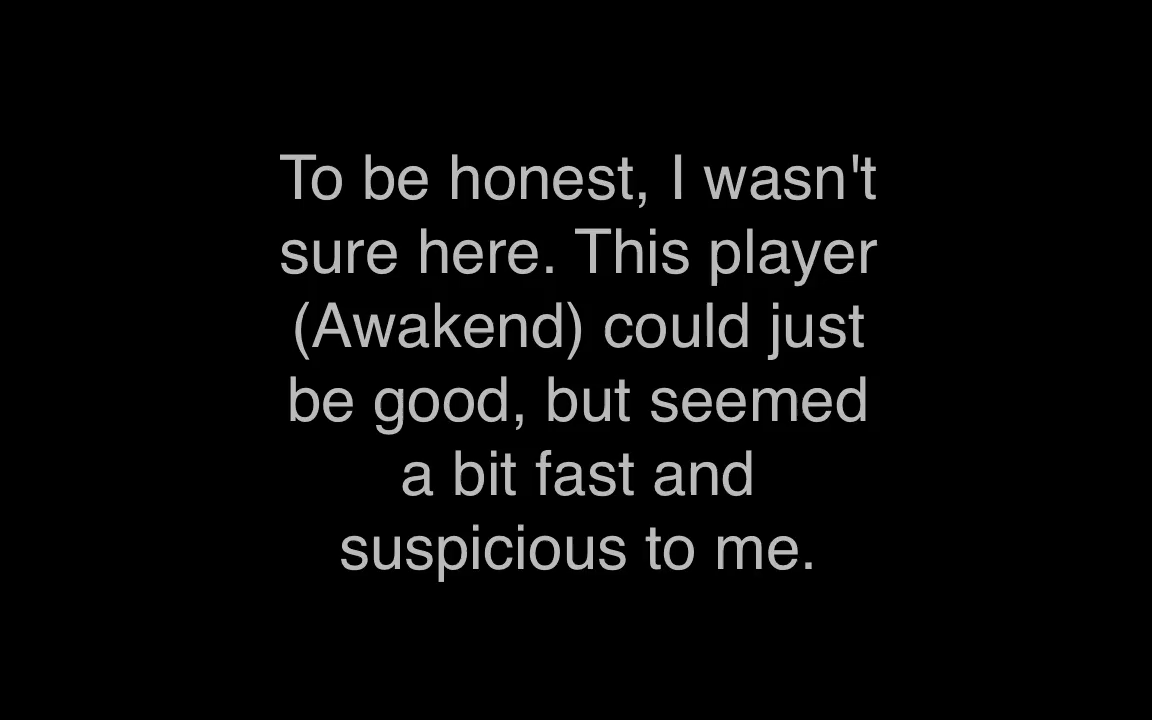 To be honest, I wasn't
sure here. This player
(Awakend) could just
be good, but seemed
a bit fast and
suspicious to me.